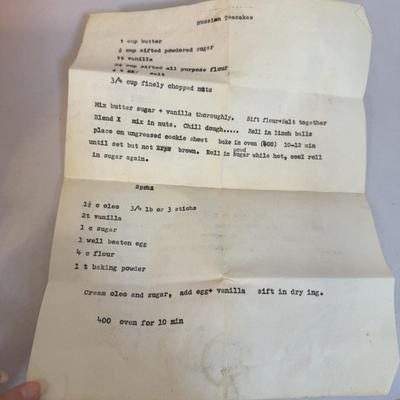 Russian Teacakes
1 cup butter
½ cup sifted powdered sugar
1t vanilla
cup sifted all purpose flour
salt
3/4 cup finely chopped nuts
Mix butter sugar + vanilla thoroughly. Sift flour+salt together
Blend X mix in nuts. Chill dough..... Roll in 1inch balls
place on ungreased cookie sheet bake in oven (400) 10-12 min
until set but not brown. Roll in powd sugar while hot, cool roll
in sugar again.
Spritz
1½ c oleo 3/4 lb or 3 sticks
2t vanilla
1 c sugar
1 well beaten egg
4 c flour
1 t baking powder
Cream oleo and sugar, add egg+ vanilla sift in dry ing.
400 oven for 10 min